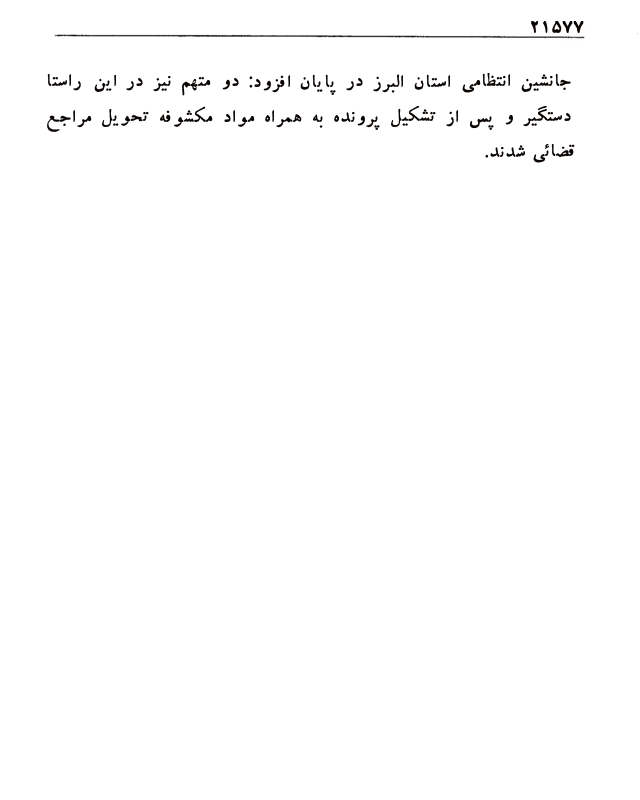 ۲۱۵۷۷
جانشین انتظامی استان البرز در پایان افزود: دو متهم نیز در این راستا
دستگیر و پس از تشکیل پرونده به همراه مواد مکشوفه تحویل مراجع
قضائی شدند.